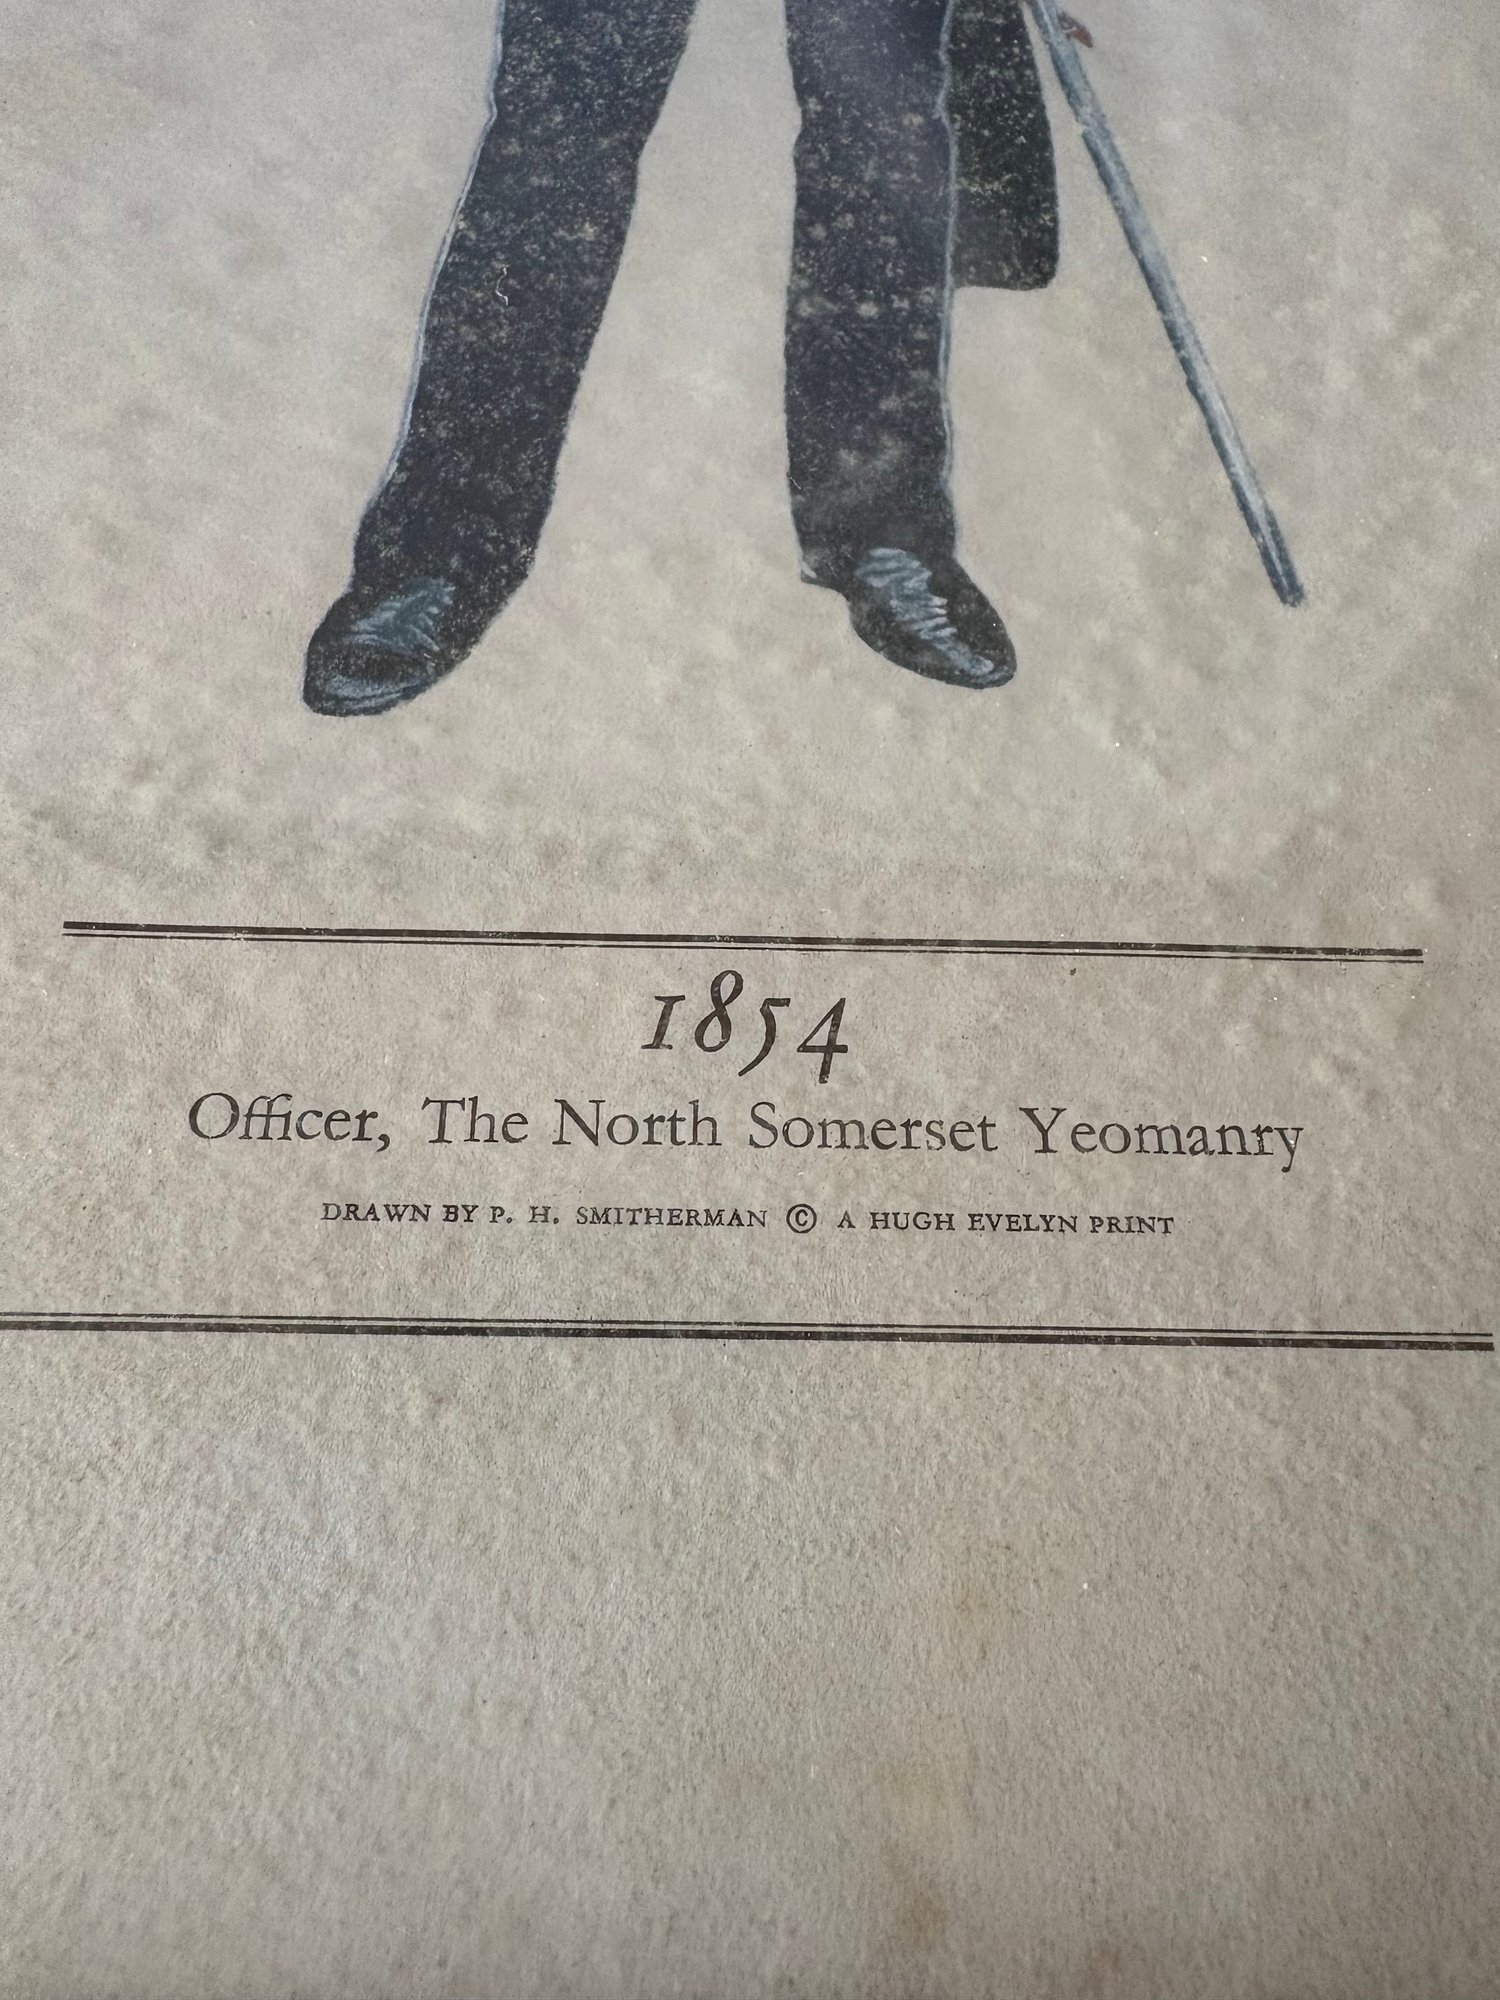 1854
Officer, The North Somerset Yeomanry
DRAWN BY P. H. SMITHERMAN © A HUGH EVELYN PRINT